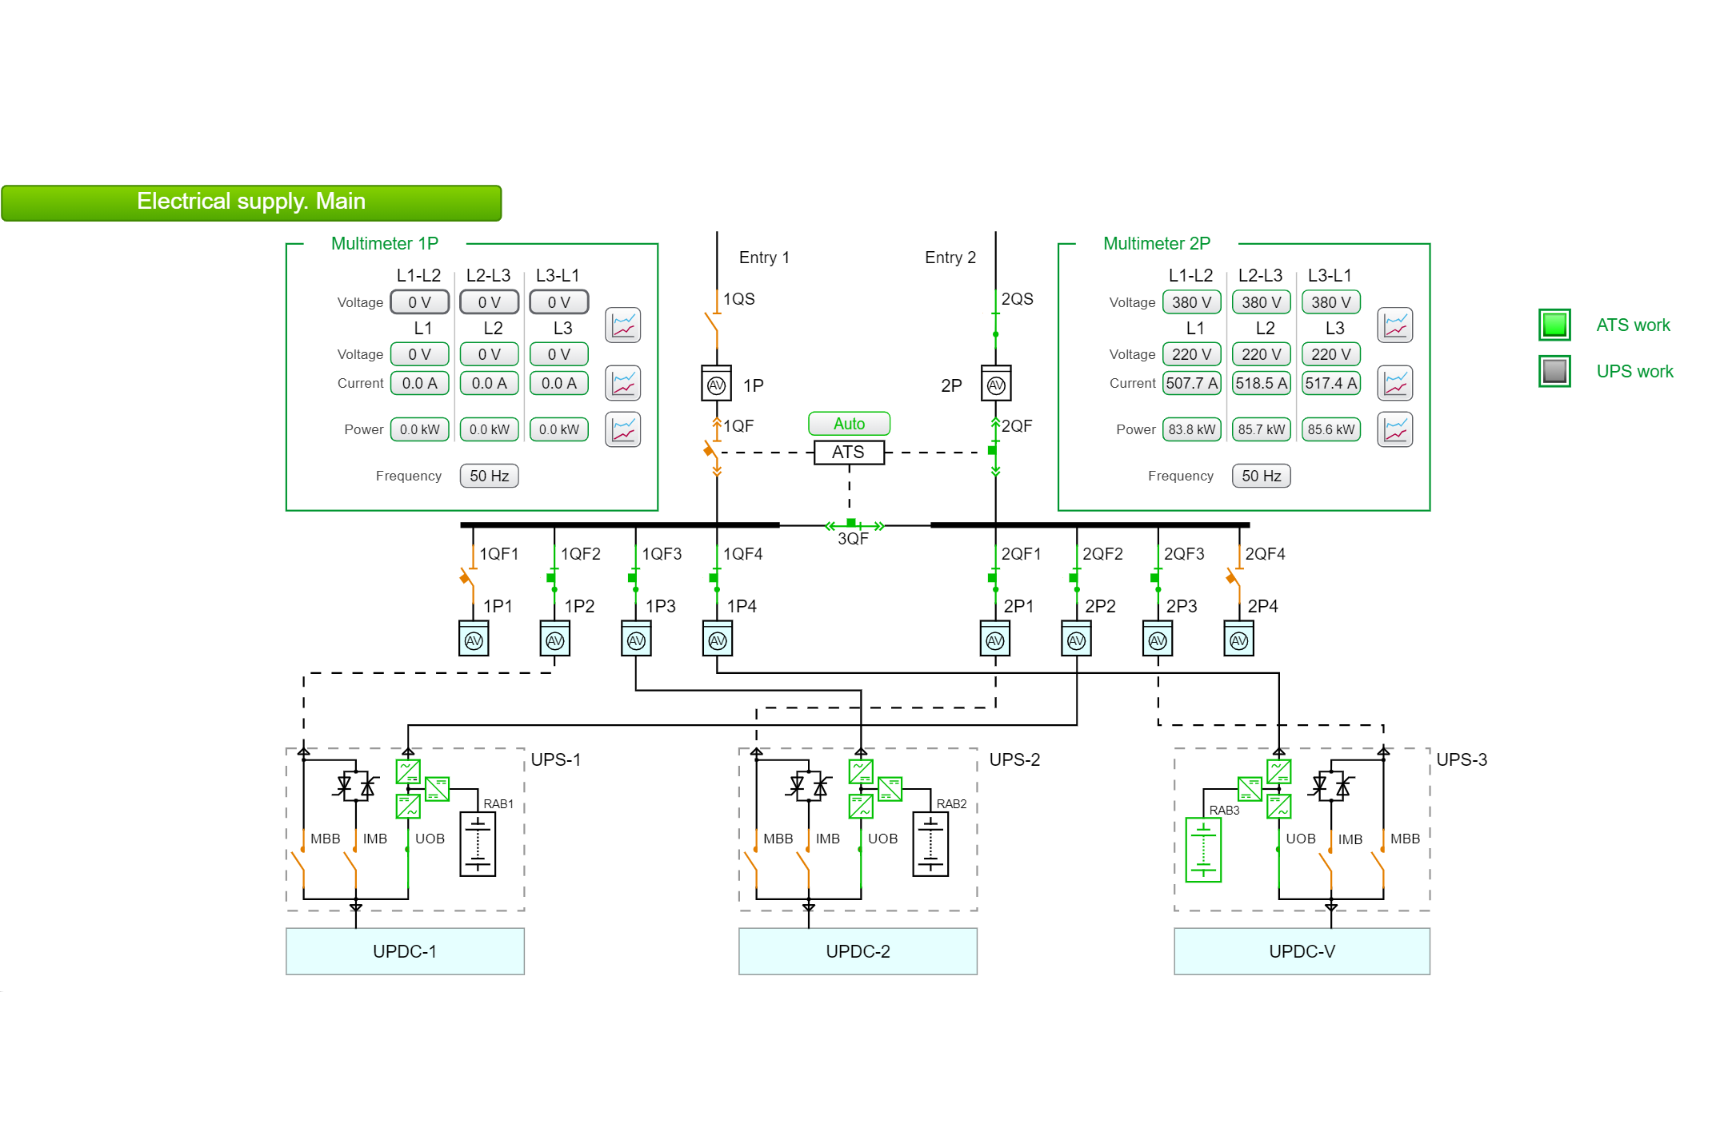 Electrical supply. Main
Multimeter 1P
L1-L2 L2-L3 L3-L1
Voltage 0 V 0 V 0 V
L1 L2 L3
Voltage 0 V 0 V 0 V
Current 0.0 A 0.0 A 0.0 A
Power 0.0 kW 0.0 kW 0.0 kW
Frequency 50 Hz
Entry 1
Entry 2
1QS
2QS
AV 1P
2P AV
1QF
2QF
Auto
ATS
3QF
Multimeter 2P
L1-L2 L2-L3 L3-L1
Voltage 380 V 380 V 380 V
L1 L2 L3
Voltage 220 V 220 V 220 V
Current 507.7 A 518.5 A 517.4 A
Power 83.8 kW 85.7 kW 85.6 kW
Frequency 50 Hz
ATS work
UPS work
1QF1 1QF2 1QF3 1QF4 2QF1 2QF2 2QF3 2QF4
1P1 1P2 1P3 1P4 2P1 2P2 2P3 2P4
AV AV AV AV AV AV AV AV
UPS-1
RAB1
MBB IMB UOB
UPDC-1
UPS-2
RAB2
MBB IMB UOB
UPDC-2
UPS-3
RAB3
UOB IMB MBB
UPDC-V